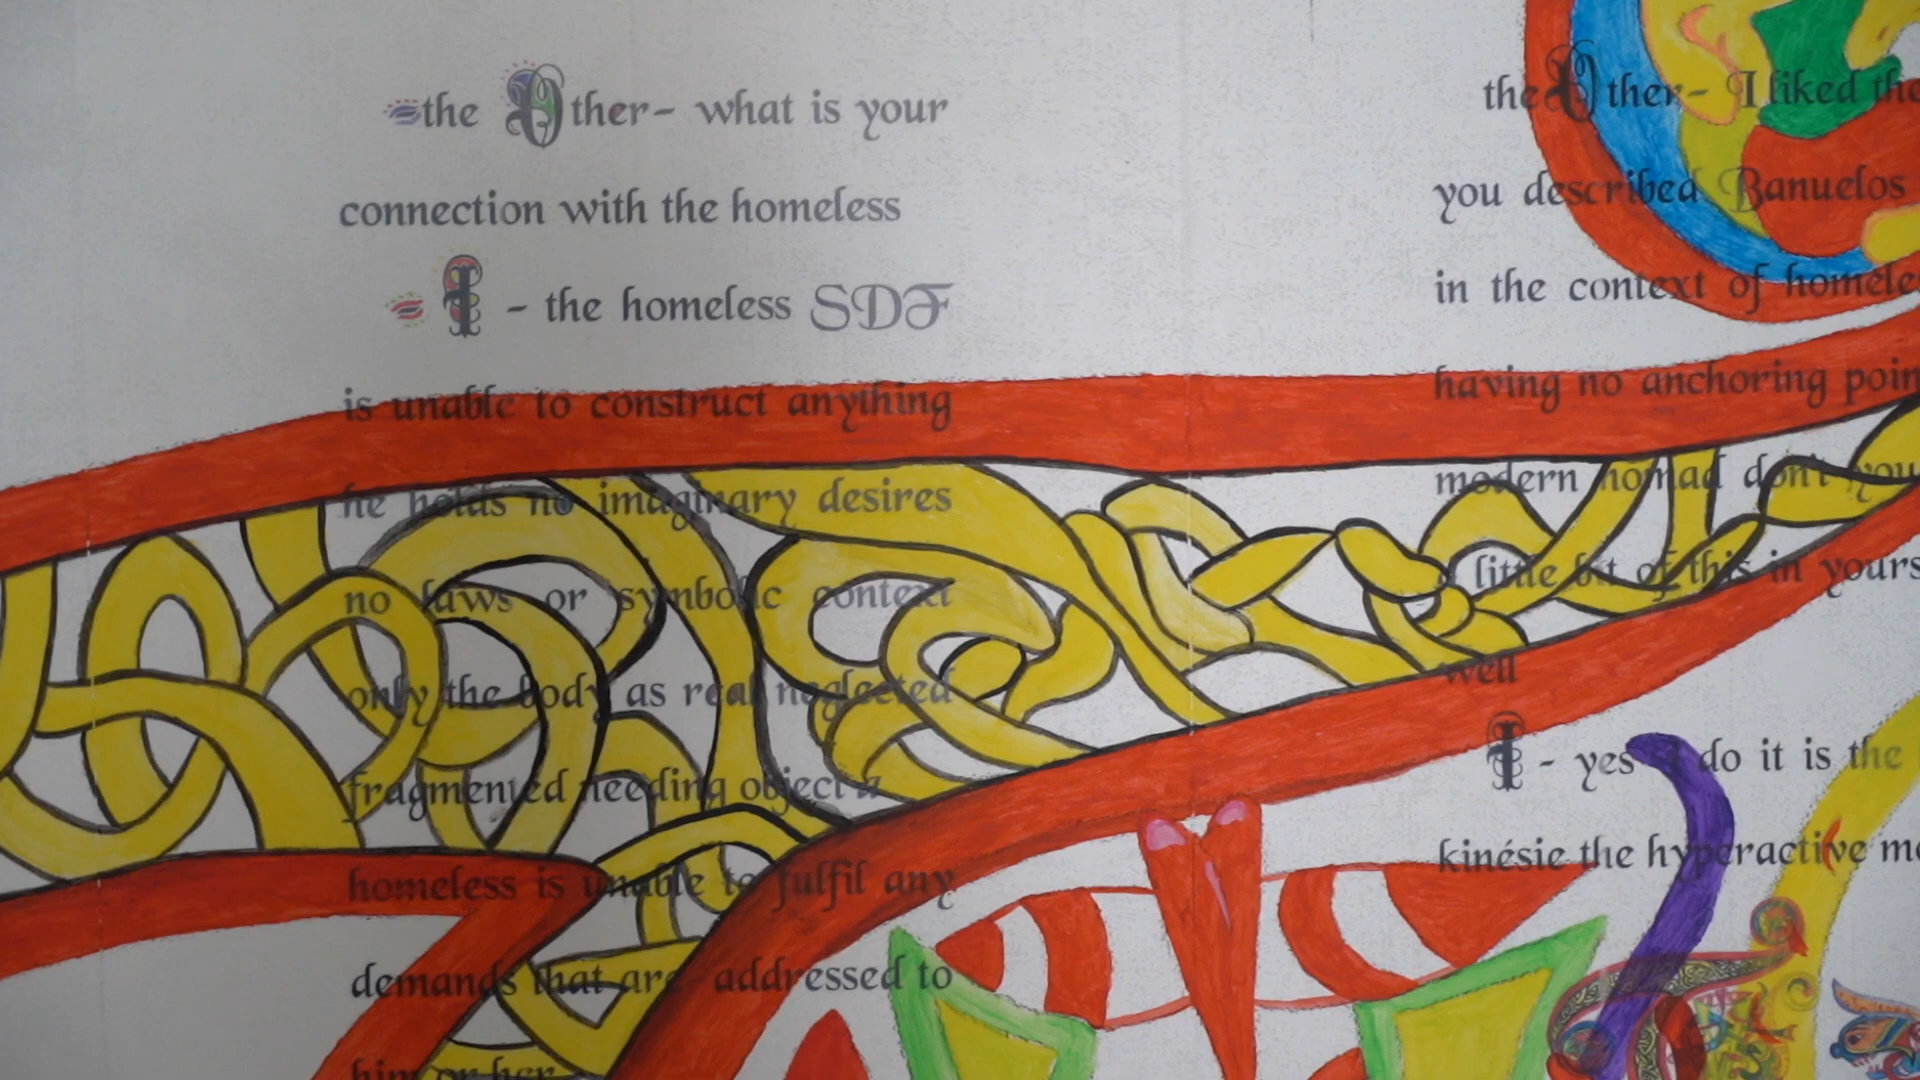 the Other- what is your
connection with the homeless
I - the homeless SDF
is unable to construct anything
he holds no imaginary desires
no laws or symbolic context
only the body as real neglected
fragmented needing object a
homeless is unable to fulfil any
demands that are addressed to
him or her
the Other- I liked the
you described Banuelos
in the context of
having no anchoring
modern nomad don't you
a little bit of this in yours
well
I - yes I do it is the
kinésie the hyperactive